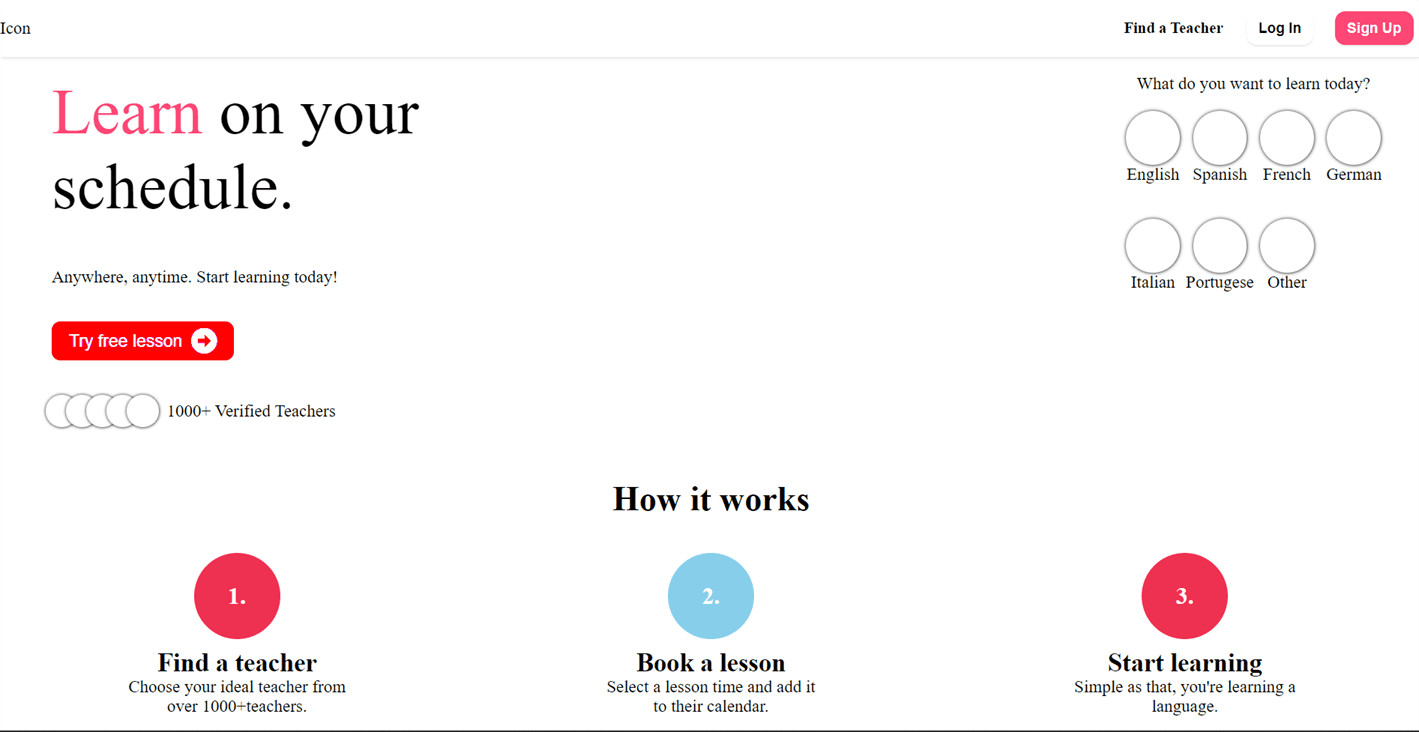 Icon
Find a Teacher
Log In
Sign Up
Learn on your
schedule.
Anywhere, anytime. Start learning today!
Try free lesson
1000+ Verified Teachers
What do you want to learn today?
English Spanish French German
Italian Portugese Other
How it works
1.
Find a teacher
Choose your ideal teacher from
over 1000+teachers.
2.
Book a lesson
Select a lesson time and add it
to their calendar.
3.
Start learning
Simple as that, you're learning a
language.